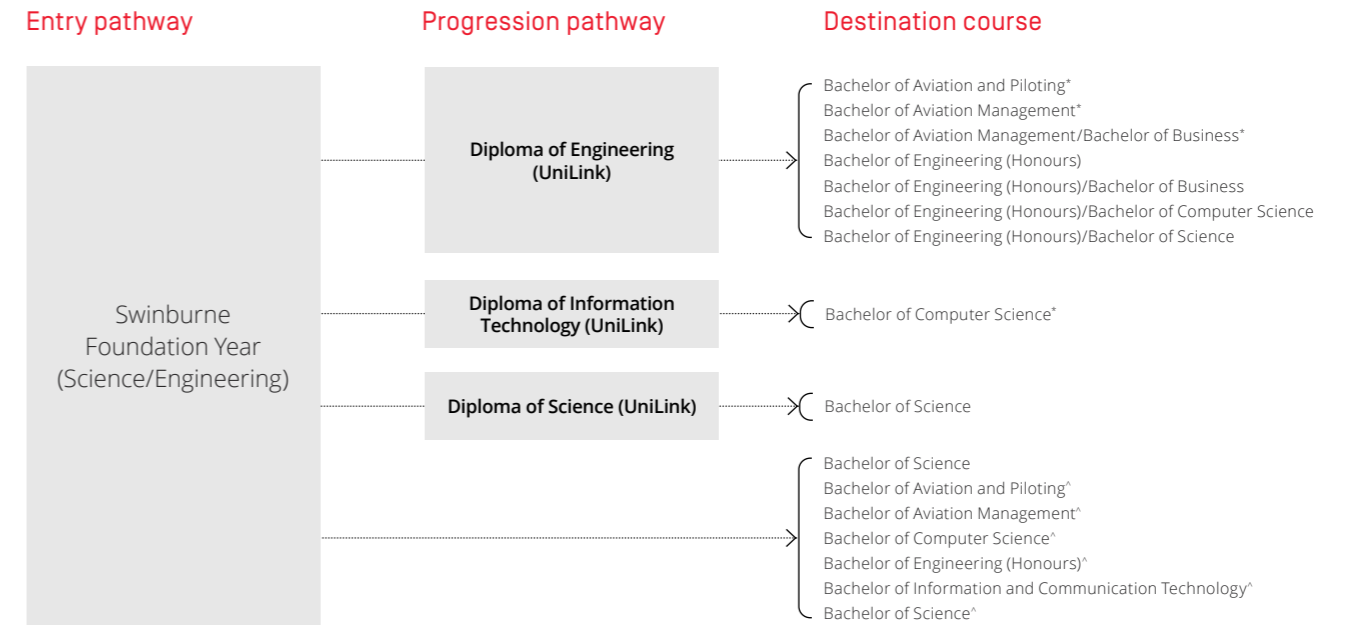 Entry pathway
Progression pathway
Destination course
Swinburne
Foundation Year
(Science/Engineering)
Diploma of Engineering
(UniLink)
Bachelor of Aviation and Piloting*
Bachelor of Aviation Management*
Bachelor of Aviation Management/Bachelor of Business*
Bachelor of Engineering (Honours)
Bachelor of Engineering (Honours)/Bachelor of Business
Bachelor of Engineering (Honours)/Bachelor of Computer Science
Bachelor of Engineering (Honours)/Bachelor of Science
Diploma of Information
Technology (UniLink)
Bachelor of Computer Science*
Diploma of Science (UniLink)
Bachelor of Science
Bachelor of Science
Bachelor of Aviation and Piloting^
Bachelor of Aviation Management^
Bachelor of Computer Science^
Bachelor of Engineering (Honours)^
Bachelor of Information and Communication Technology^
Bachelor of Science^